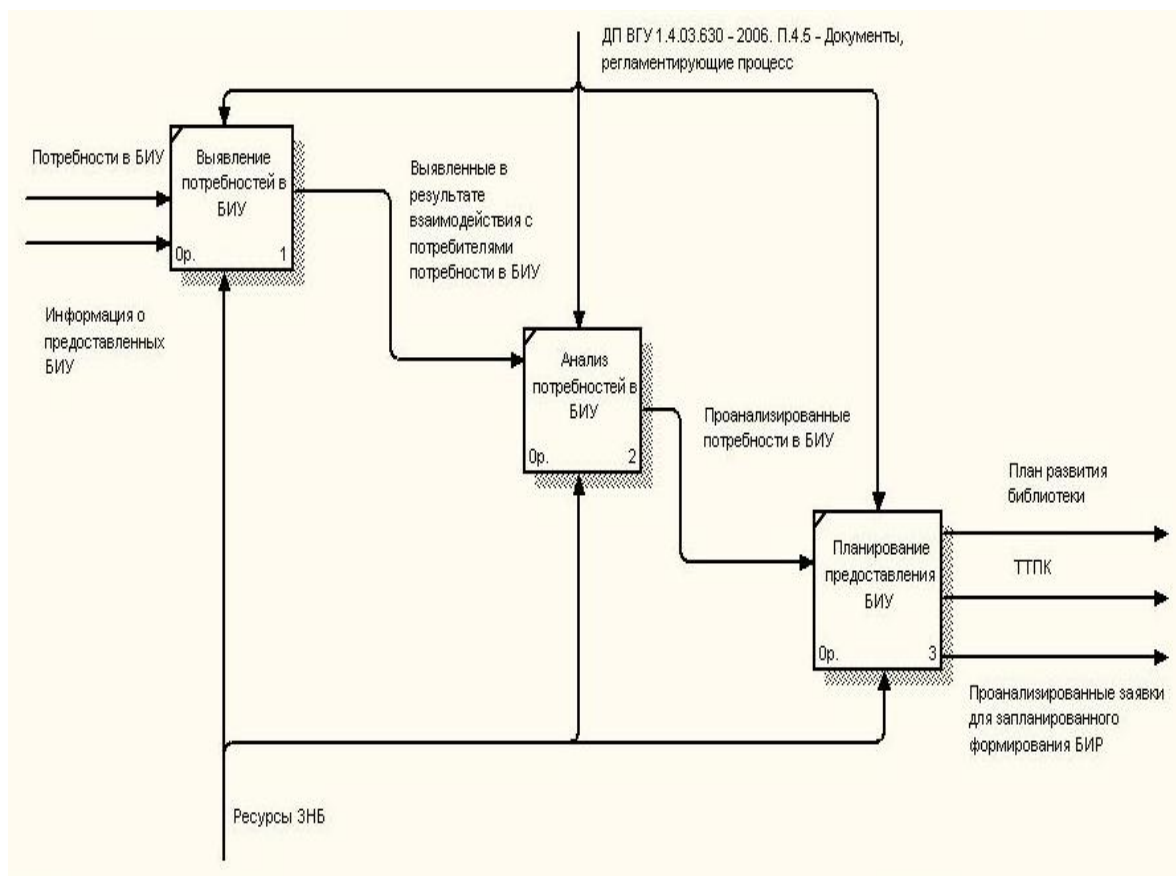 ДП ВГУ 1.4.03.630 - 2006. П.4.5 - Документы,
регламентирующие процесс
Потребности в БИУ
Выявление
потребностей в
БИУ
0р. 1
Информация о
предоставленных
БИУ
Выявленные в
результате
взаимодействия с
потребителями
потребности в БИУ
Анализ
потребностей в
БИУ
0р. 2
Проанализированные
потребности в БИУ
Планирование
предоставления
БИУ
0р. 3
План развития
библиотеки
ТТПК
Проанализированные заявки
для запланированного
формирования БИР
Ресурсы ЗНБ